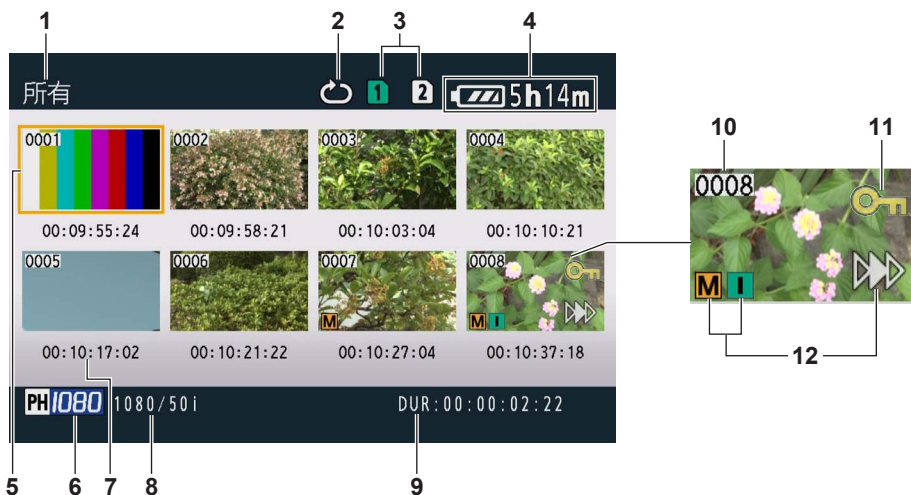 1 2 3 4
所有 1 2 5h14m
0001 0002 0003 0004
10 11
0008
00:09:55:24 00:09:58:21 00:10:03:04 00:10:10:21
0005 0006 0007 0008
M M I
M I
00:10:17:02 00:10:21:22 00:10:27:04 00:10:37:18
12
PH 1080 1080/50i DUR:00:00:02:22
5 6 7 8 9